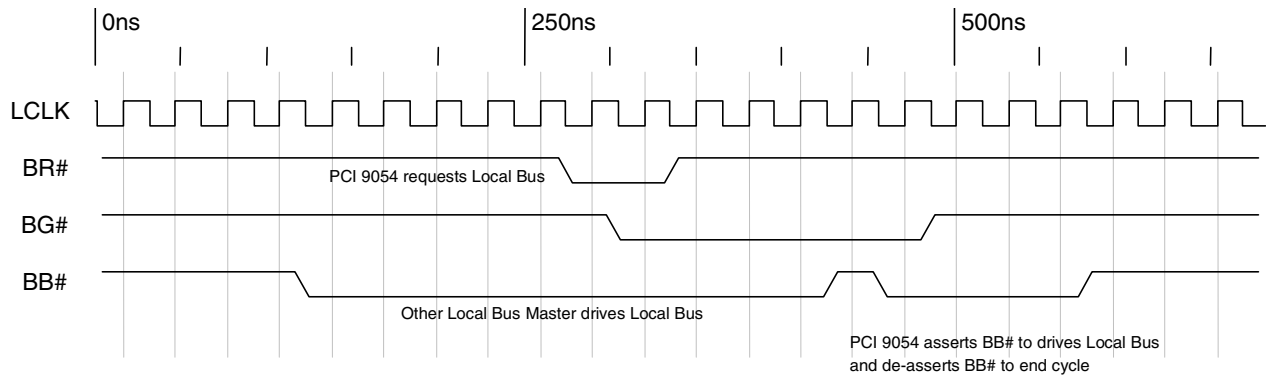 0ns
250ns
500ns
LCLK
BR#
PCI 9054 requests Local Bus
BG#
BB#
Other Local Bus Master drives Local Bus
PCI 9054 asserts BB# to drives Local Bus
and de-asserts BB# to end cycle